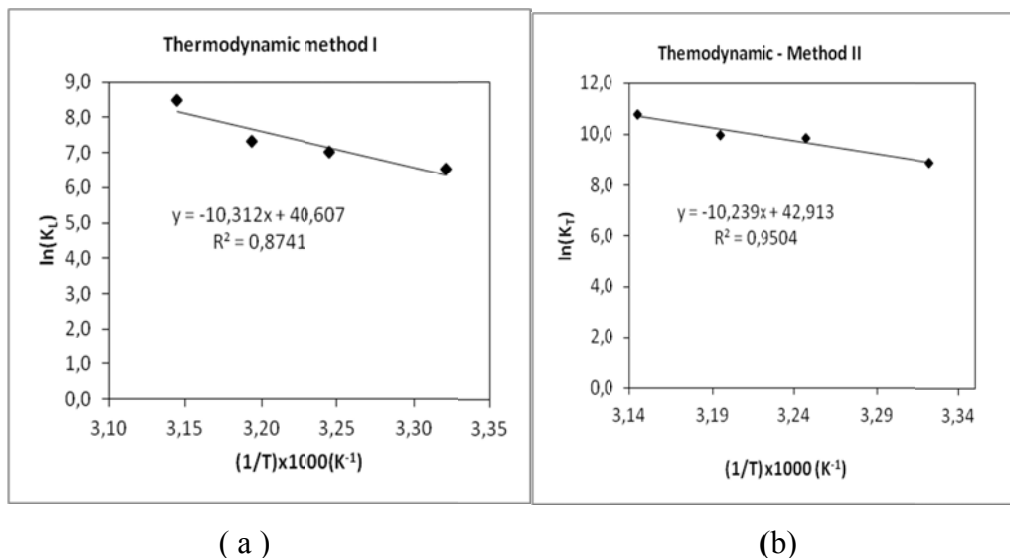 Thermodynamic method I
9,0
8,0
7,0
6,0
5,0
4,0
3,0
2,0
1,0
0,0
ln(K_L)
y = -10,312x + 40,607
R² = 0,8741
3,10 3,15 3,20 3,25 3,30 3,35
(1/T)x1000(K⁻¹)
( a )
Themodynamic - Method II
12,0
10,0
8,0
6,0
4,0
2,0
0,0
ln(K_T)
y = -10,239x + 42,913
R² = 0,9504
3,14 3,19 3,24 3,29 3,34
(1/T)x1000 (K⁻¹)
(b)